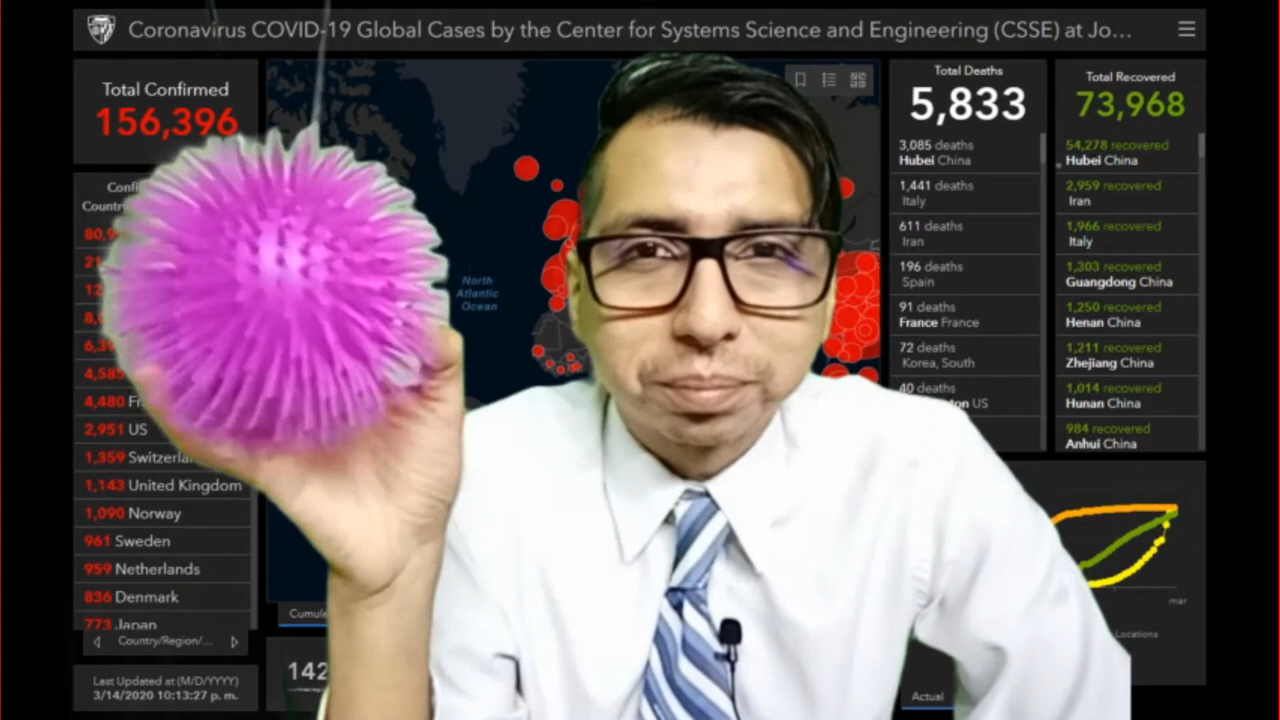 Coronavirus COVID-19 Global Cases by the Center for Systems Science and Engineering (CSSE) at Jo...
Total Confirmed
156,396
4,480
2,951 US
1,359
1,143 United Kingdom
1,090 Norway
961 Sweden
959 Netherlands
836 Denmark
773 Japan
Country/Region/...
Last Updated at (M/D/YYYY)
3/14/2020 10:13:27 p. m.
North
Atlantic
Ocean
Total Deaths
5,833
3,085 deaths
Hubei China
1,441 deaths
Italy
611 deaths
Iran
196 deaths
Spain
91 deaths
France France
72 deaths
Korea, South
40 deaths
US
Total Recovered
73,968
54,278 recovered
Hubei China
2,959 recovered
Iran
1,966 recovered
Italy
1,303 recovered
Guangdong China
1,250 recovered
Henan China
1,211 recovered
Zhejiang China
1,014 recovered
Hunan China
984 recovered
Anhui China
mar
Locations
Actual
142